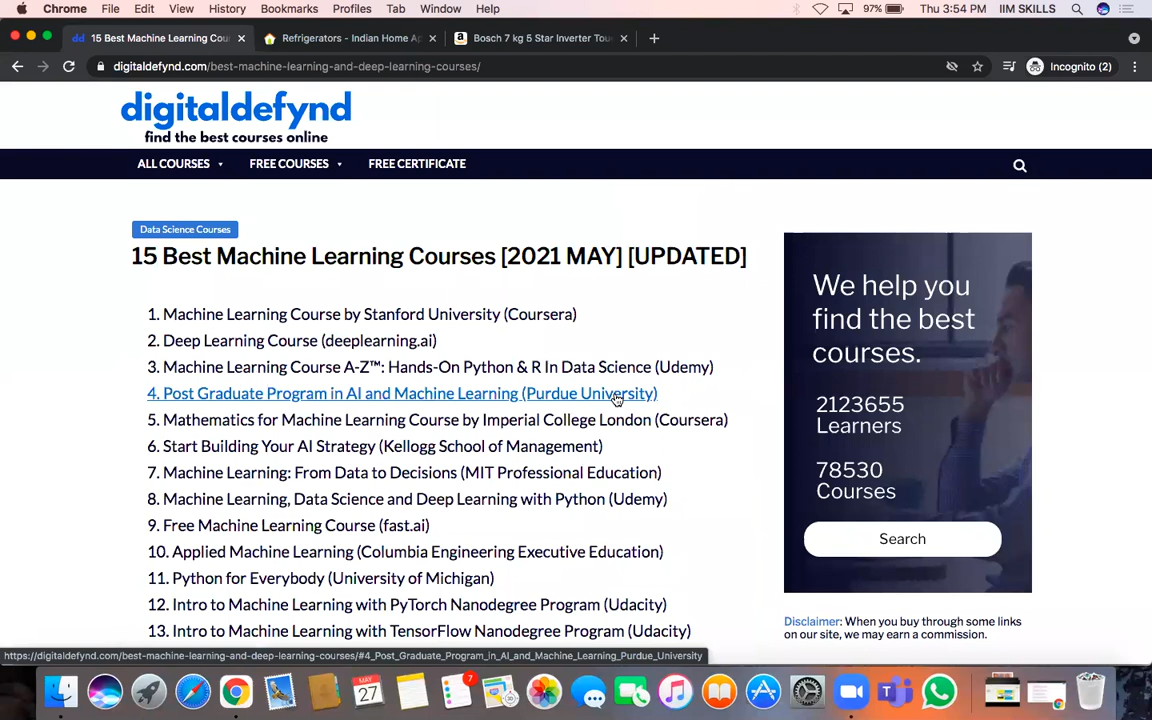 Chrome File Edit View History Bookmarks Profiles Tab Window Help 97% Thu 3:54 PM IIM SKILLS
dd 15 Best Machine Learning Cou Refrigerators - Indian Home Ap Bosch 7 kg 5 Star Inverter Tou
digitaldefynd.com/best-machine-learning-and-deep-learning-courses/ Incognito (2)
digitaldefynd
find the best courses online
ALL COURSES FREE COURSES FREE CERTIFICATE
Data Science Courses
15 Best Machine Learning Courses [2021 MAY] [UPDATED]
1. Machine Learning Course by Stanford University (Coursera)
2. Deep Learning Course (deeplearning.ai)
3. Machine Learning Course A-Z™: Hands-On Python & R In Data Science (Udemy)
4. Post Graduate Program in AI and Machine Learning (Purdue University)
5. Mathematics for Machine Learning Course by Imperial College London (Coursera)
6. Start Building Your AI Strategy (Kellogg School of Management)
7. Machine Learning: From Data to Decisions (MIT Professional Education)
8. Machine Learning, Data Science and Deep Learning with Python (Udemy)
9. Free Machine Learning Course (fast.ai)
10. Applied Machine Learning (Columbia Engineering Executive Education)
11. Python for Everybody (University of Michigan)
12. Intro to Machine Learning with PyTorch Nanodegree Program (Udacity)
13. Intro to Machine Learning with TensorFlow Nanodegree Program (Udacity)
We help you
find the best
courses.
2123655
Learners
78530
Courses
Search
Disclaimer: When you buy through some links
on our site, we may earn a commission.
https://digitaldefynd.com/best-machine-learning-and-deep-learning-courses/#4_Post_Graduate_Program_in_AI_and_Machine_Learning_Purdue_University
MAY
27
7